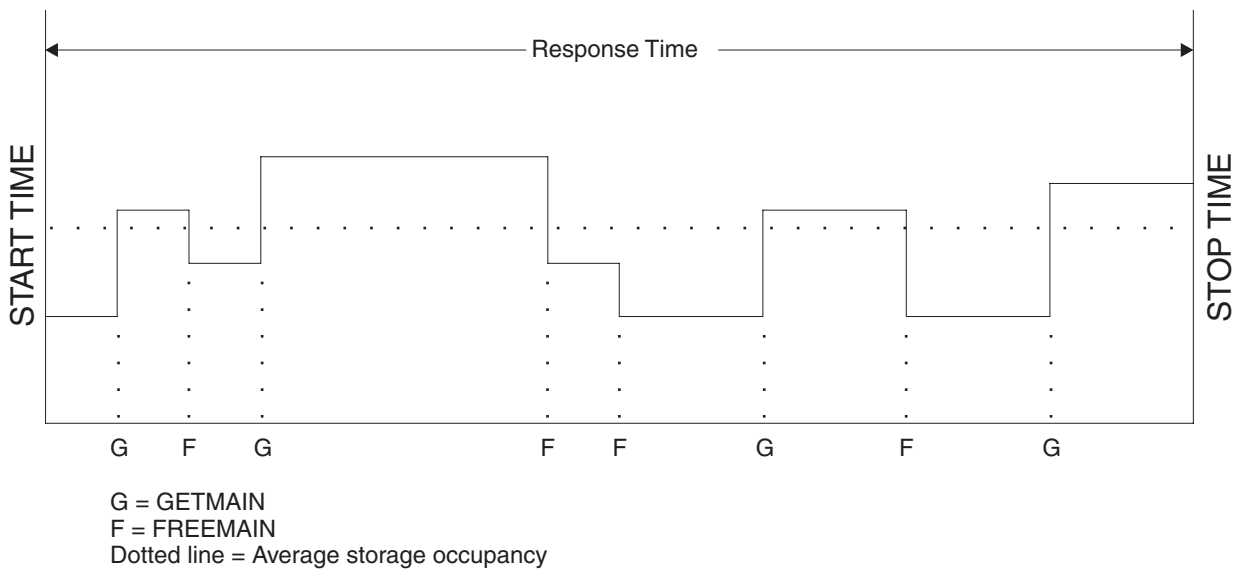 Response Time
START TIME
STOP TIME
G F G F F G F G
G = GETMAIN
F = FREEMAIN
Dotted line = Average storage occupancy